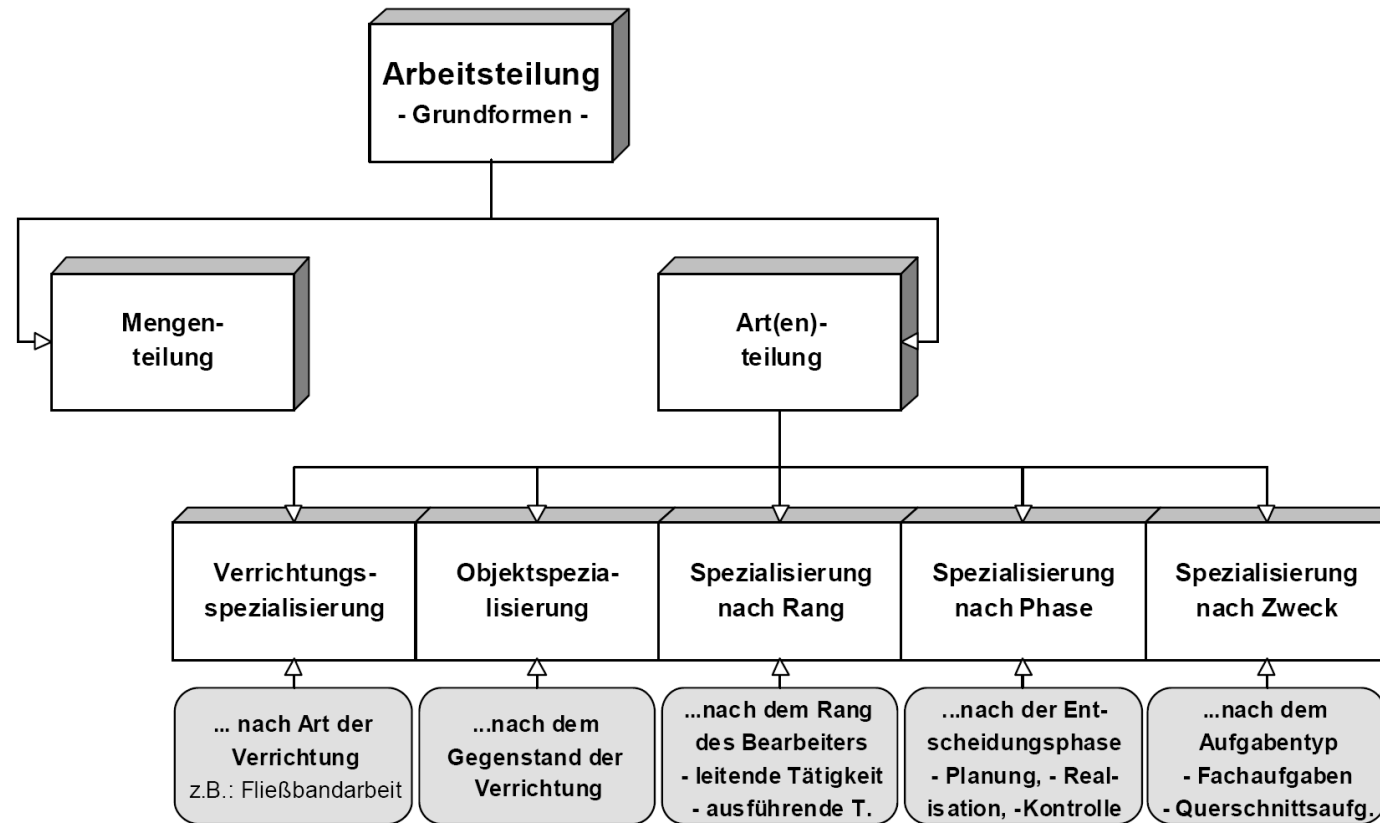 Arbeitsteilung
- Grundformen -
Mengen-
teilung
Art(en)-
teilung
Verrichtungs-
spezialisierung
Objektspezia-
lisierung
Spezialisierung
nach Rang
Spezialisierung
nach Phase
Spezialisierung
nach Zweck
... nach Art der
Verrichtung
z.B.: Fließbandarbeit
...nach dem
Gegenstand der
Verrichtung
...nach dem Rang
des Bearbeiters
- leitende Tätigkeit
- ausführende T.
...nach der Ent-
scheidungsphase
- Planung, - Real-
isation, -Kontrolle
...nach dem
Aufgabentyp
- Fachaufgaben
- Querschnittsaufg.